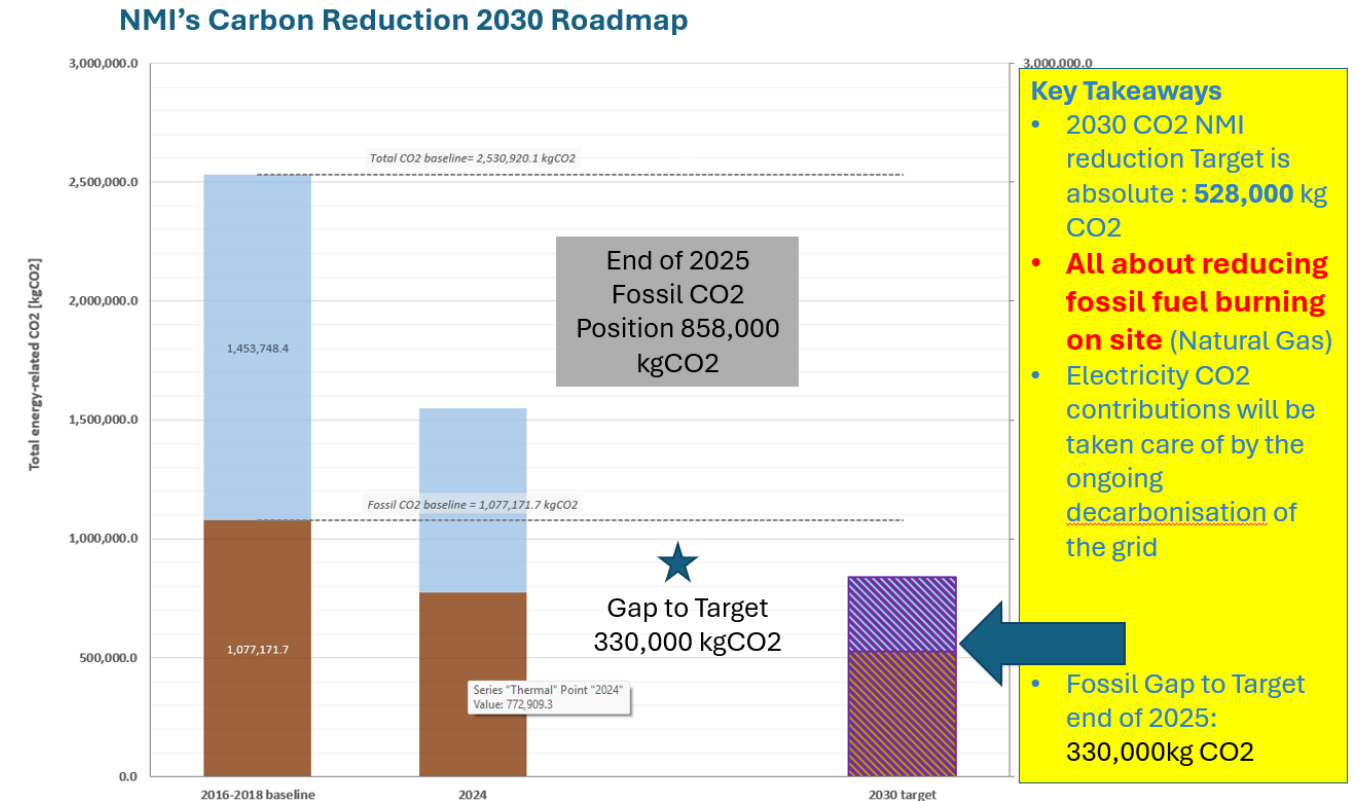 NMI’s Carbon Reduction 2030 Roadmap
3,000,000.0
2,500,000.0
2,000,000.0
1,500,000.0
1,000,000.0
500,000.0
0.0
Total energy-related CO2 [kgCO2]
3,000,000.0
Total CO2 baseline= 2,530,920.1 kgCO2
1,453,748.4
Fossil CO2 baseline = 1,077,171.7 kgCO2
1,077,171.7
Series "Thermal" Point "2024"
Value: 772,909.3
End of 2025
Fossil CO2
Position 858,000
kgCO2
Gap to Target
330,000 kgCO2
2016-2018 baseline
2024
2030 target
Key Takeaways
• 2030 CO2 NMI
reduction Target is
absolute : 528,000 kg
CO2
• All about reducing
fossil fuel burning
on site (Natural Gas)
• Electricity CO2
contributions will be
taken care of by the
ongoing
decarbonisation of
the grid
• Fossil Gap to Target
end of 2025:
330,000kg CO2